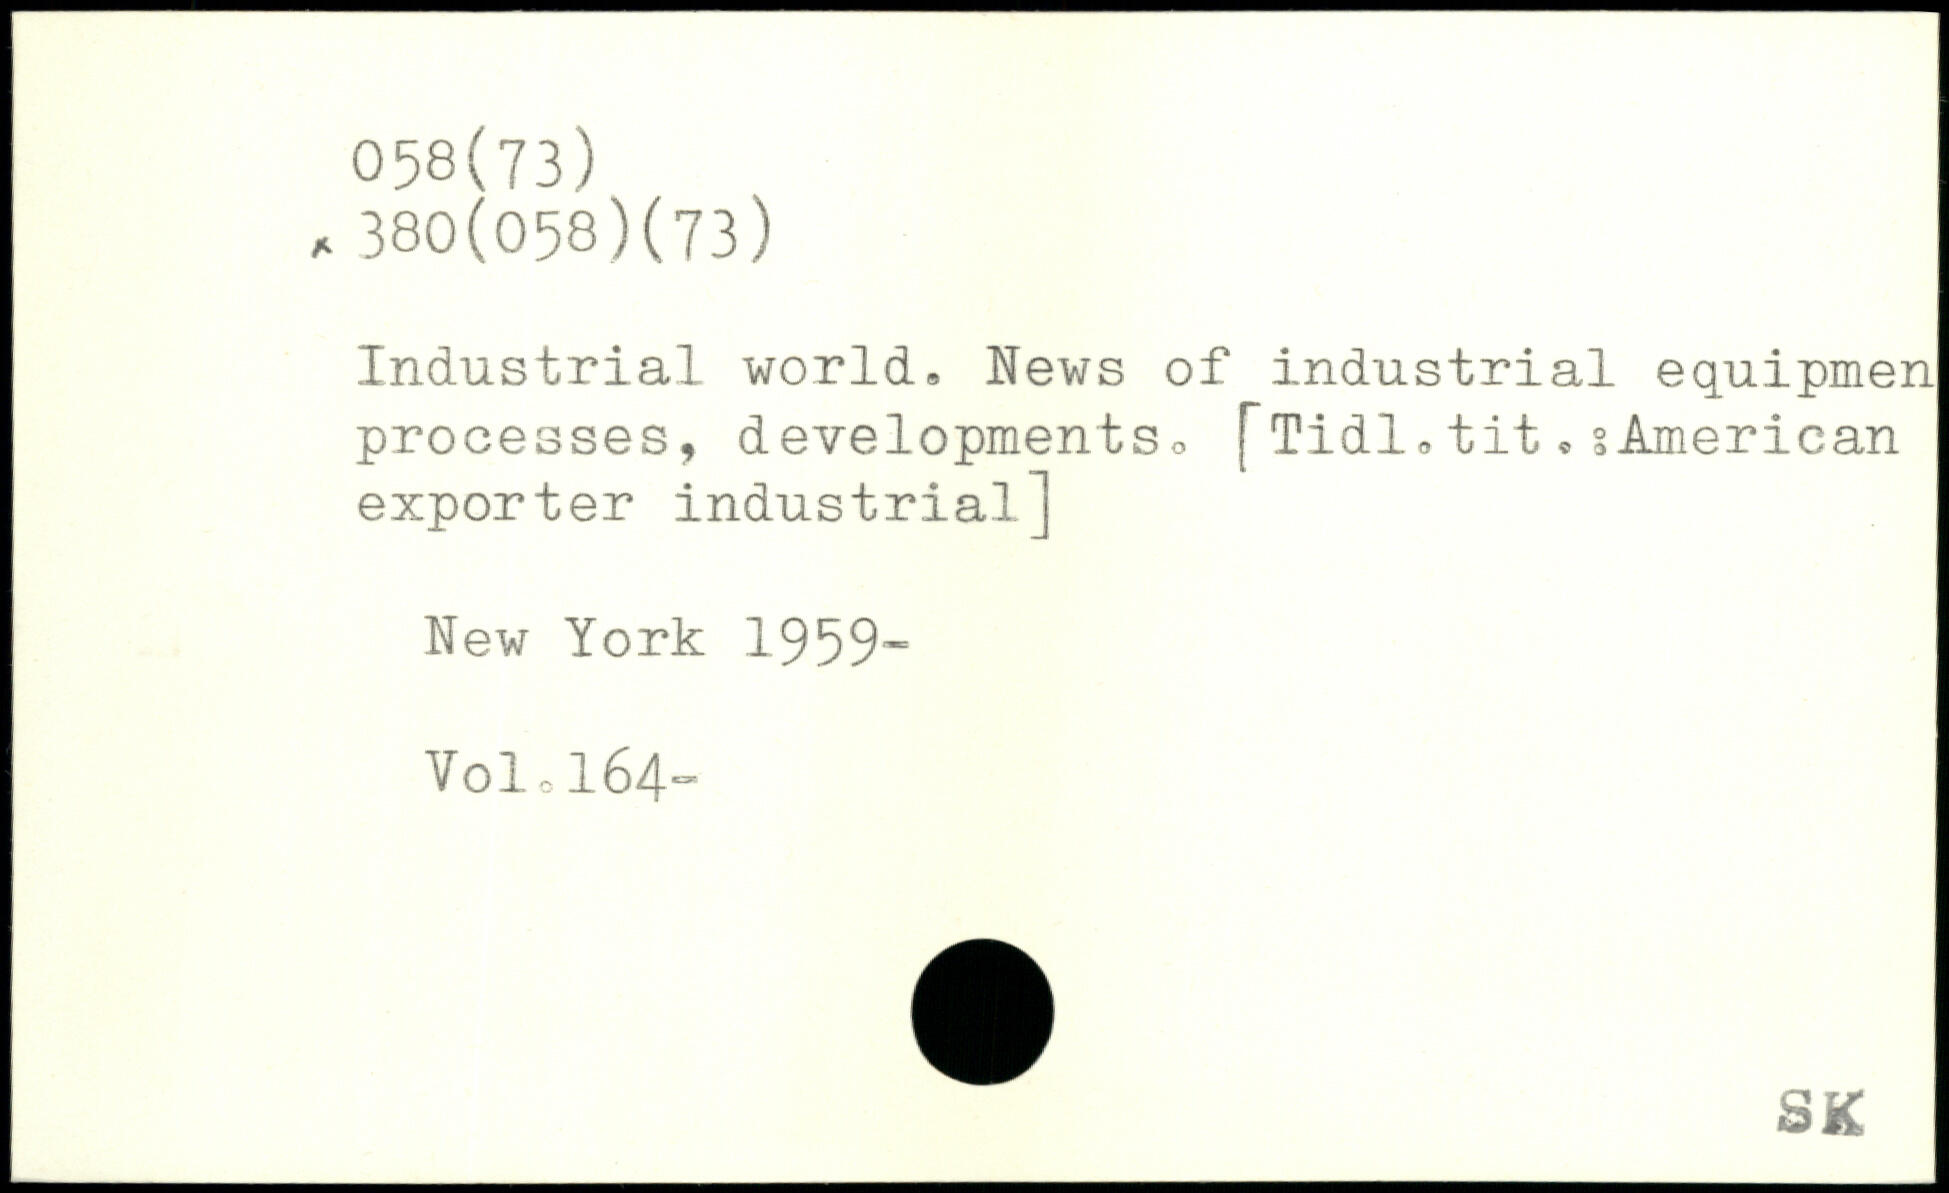 058(73)
x 380(058)(73)
Industrial world. News of industrial equipmen
processes, developments. [Tidl.tit.:American
exporter industrial]
New York 1959-
Vol.164-
SK